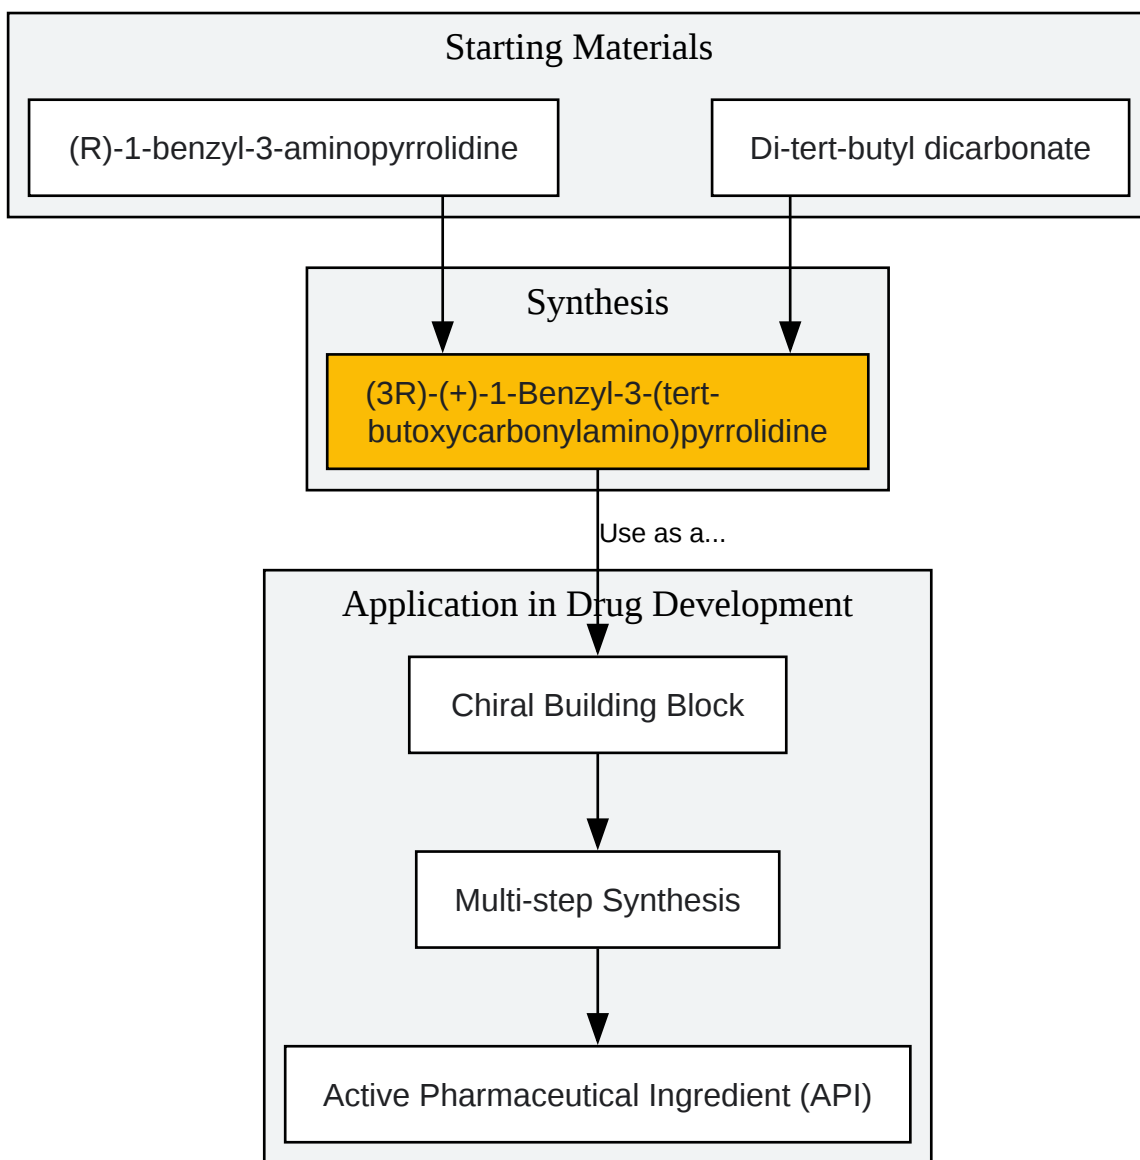 Starting Materials
(R)-1-benzyl-3-aminopyrrolidine
Di-tert-butyl dicarbonate
Synthesis
(3R)-(+)-1-Benzyl-3-(tert-
butoxycarbonylamino)pyrrolidine
Use as a...
Application in Drug Development
Chiral Building Block
Multi-step Synthesis
Active Pharmaceutical Ingredient (API)